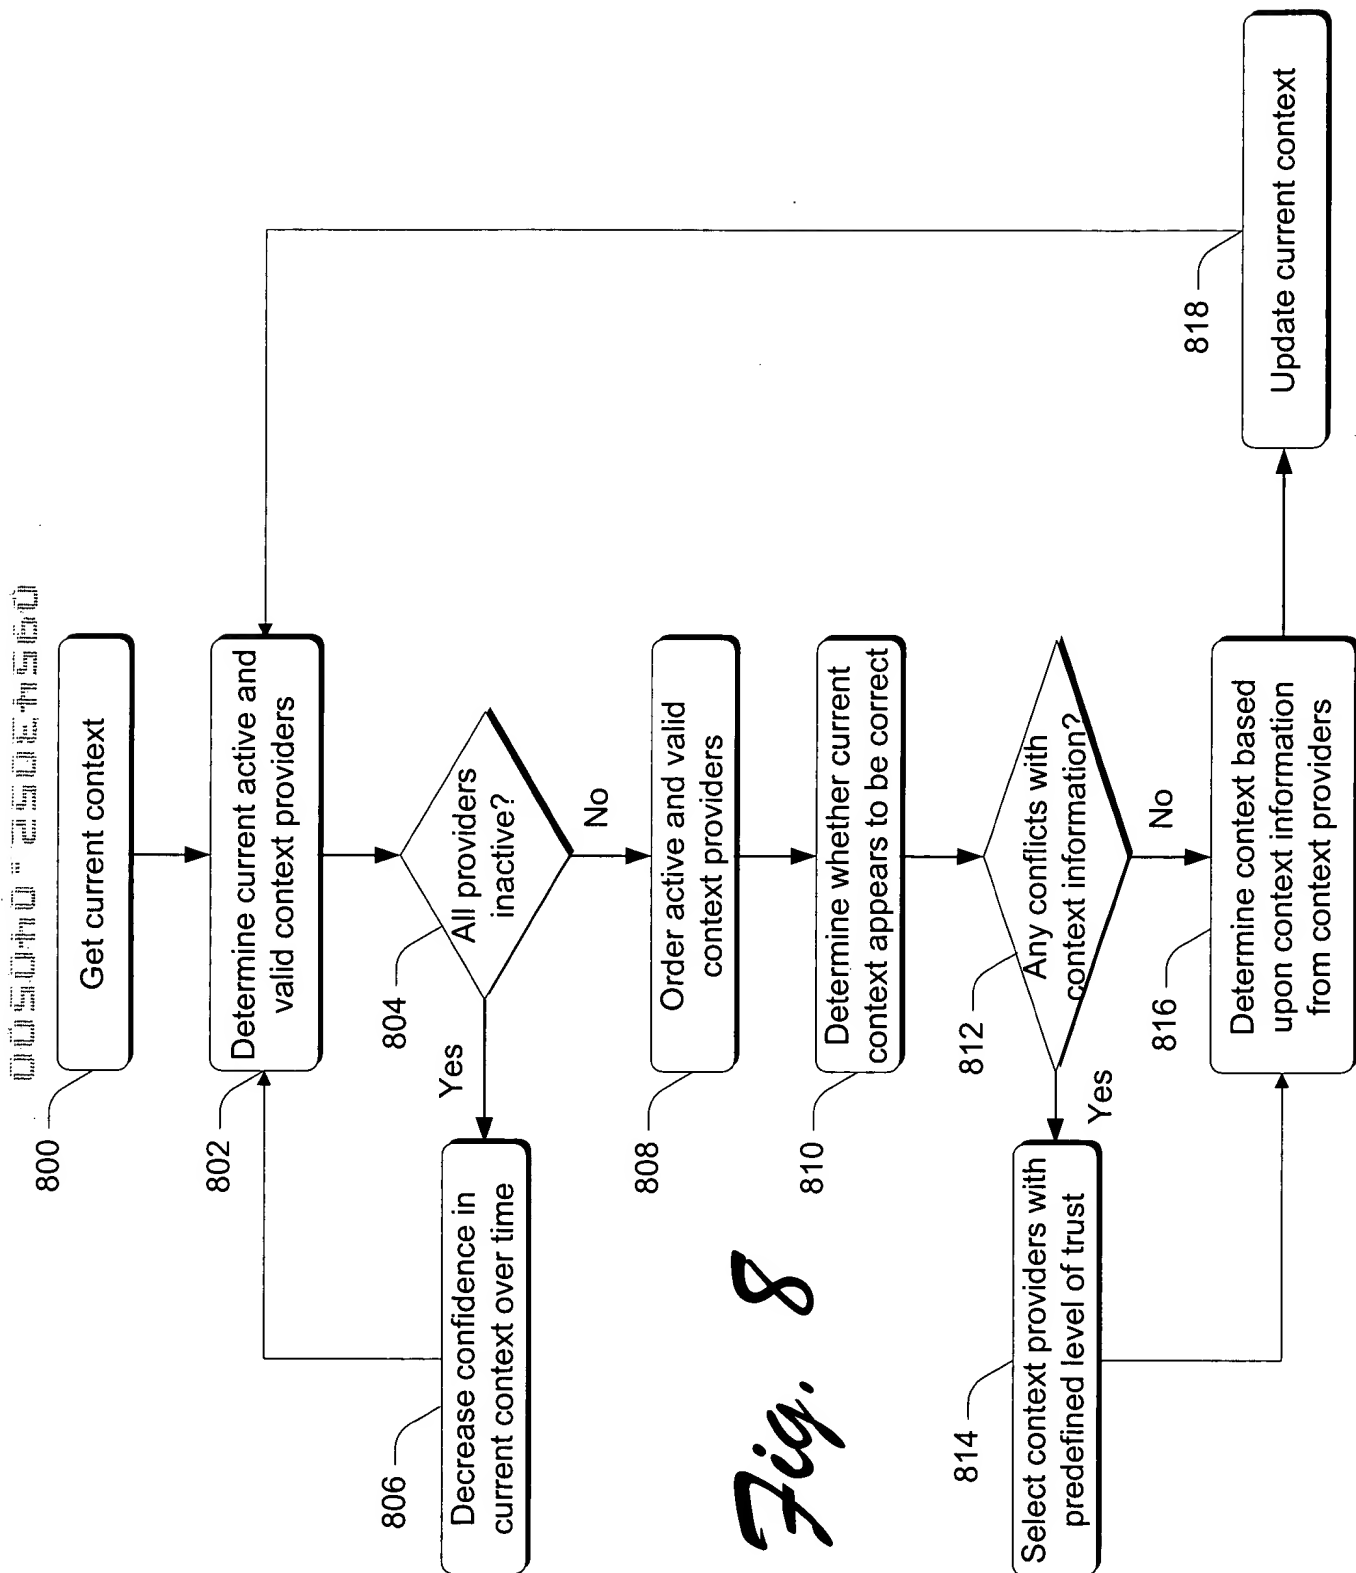 800
Get current context
802
Determine current active and
valid context providers
804
All providers
inactive?
Yes
No
806
Decrease confidence in
current context over time
808
Order active and valid
context providers
810
Determine whether current
context appears to be correct
812
Any conflicts with
context information?
Yes
No
814
Select context providers with
predefined level of trust
816
Determine context based
upon context information
from context providers
818
Update current context
Fig. 8